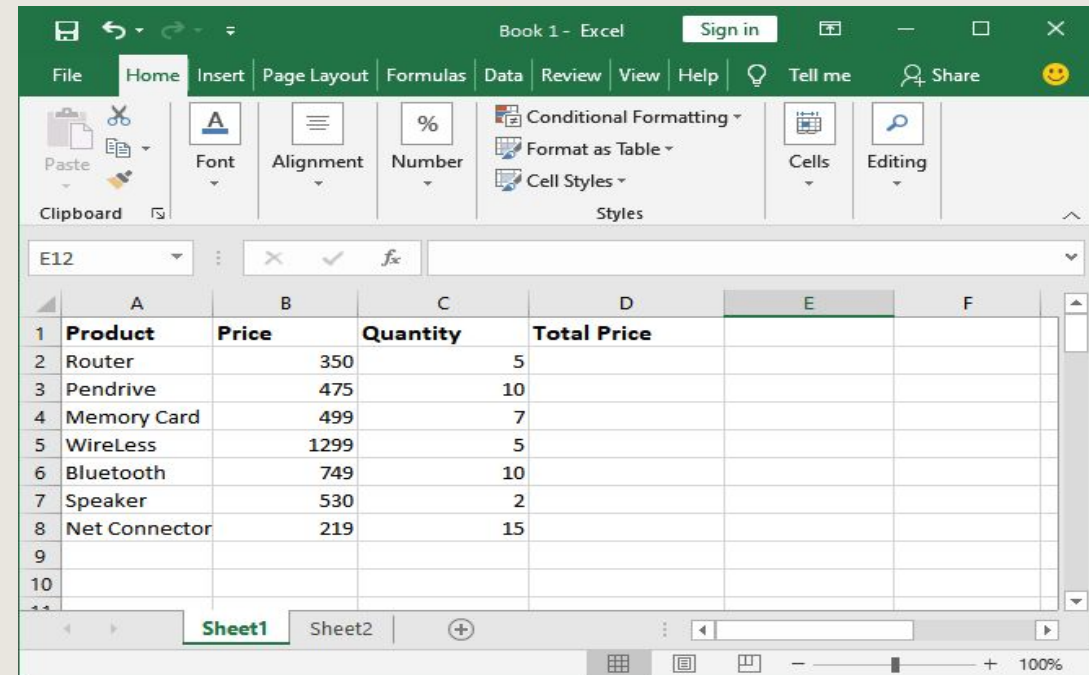 Book 1 - Excel Sign in
File Home Insert Page Layout Formulas Data Review View Help Tell me Share
Paste
Clipboard
A
Font
Alignment
%
Number
Conditional Formatting
Format as Table
Cell Styles
Styles
Cells
Editing
E12 fx
A B C D E F
1 Product Price Quantity Total Price
2 Router 350 5
3 Pendrive 475 10
4 Memory Card 499 7
5 WireLess 1299 5
6 Bluetooth 749 10
7 Speaker 530 2
8 Net Connector 219 15
9
10
Sheet1 Sheet2
100%